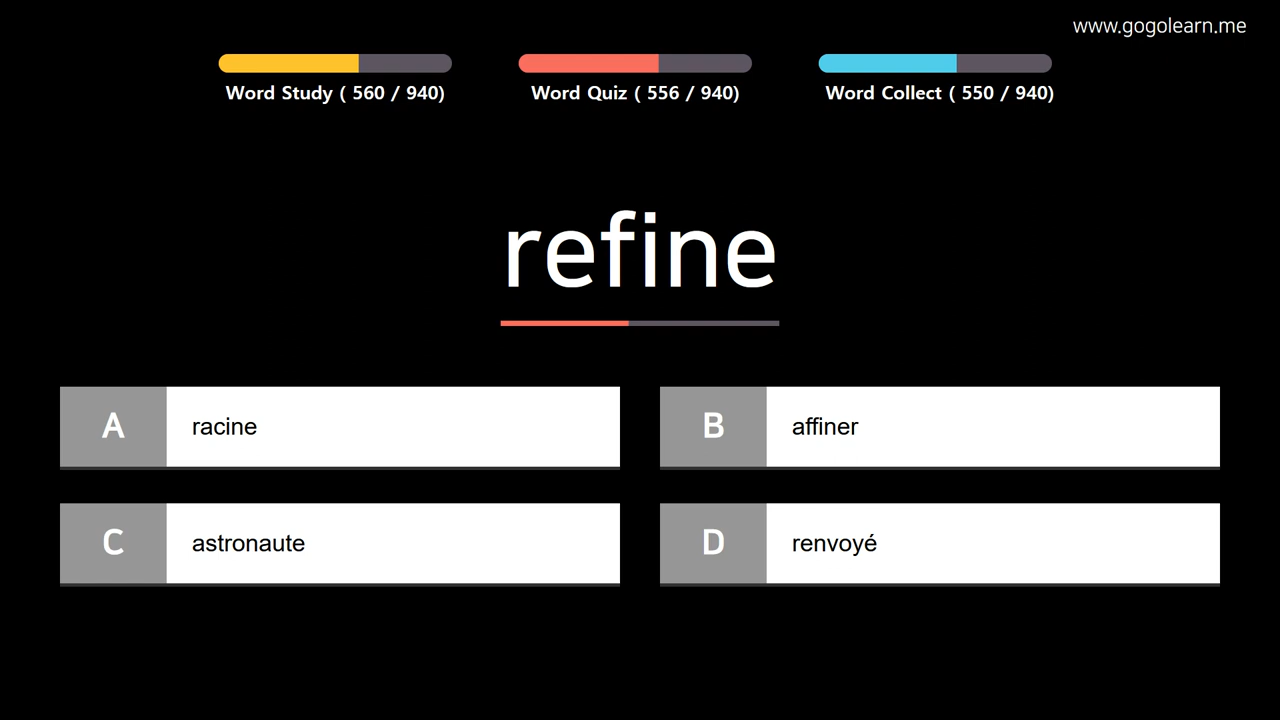 www.gogolearn.me
Word Study ( 560 / 940)
Word Quiz ( 556 / 940)
Word Collect ( 550 / 940)
refine
A racine
B affiner
C astronaute
D renvoyé